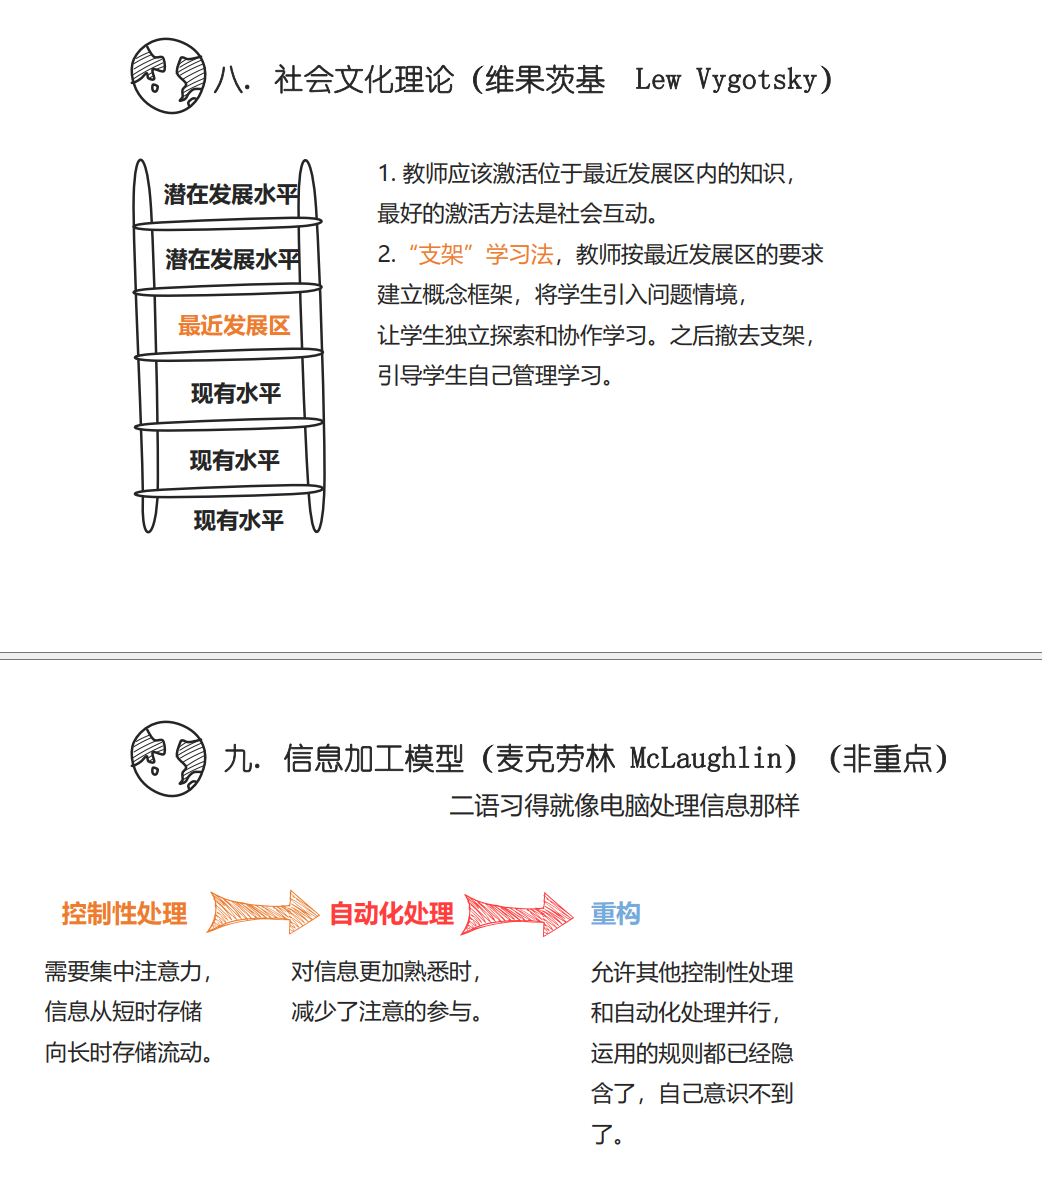 八. 社会文化理论（维果茨基 Lew Vygotsky）
潜在发展水平
潜在发展水平
最近发展区
现有水平
现有水平
现有水平
1. 教师应该激活位于最近发展区内的知识，
最好的激活方法是社会互动。
2.“支架”学习法，教师按最近发展区的要求
建立概念框架，将学生引入问题情境，
让学生独立探索和协作学习。之后撤去支架，
引导学生自己管理学习。
九. 信息加工模型（麦克劳林 McLaughlin）（非重点）
二语习得就像电脑处理信息那样
控制性处理
需要集中注意力，
信息从短时存储
向长时存储流动。
自动化处理
对信息更加熟悉时，
减少了注意的参与。
重构
允许其他控制性处理
和自动化处理并行，
运用的规则都已经隐
含了，自己意识不到
了。